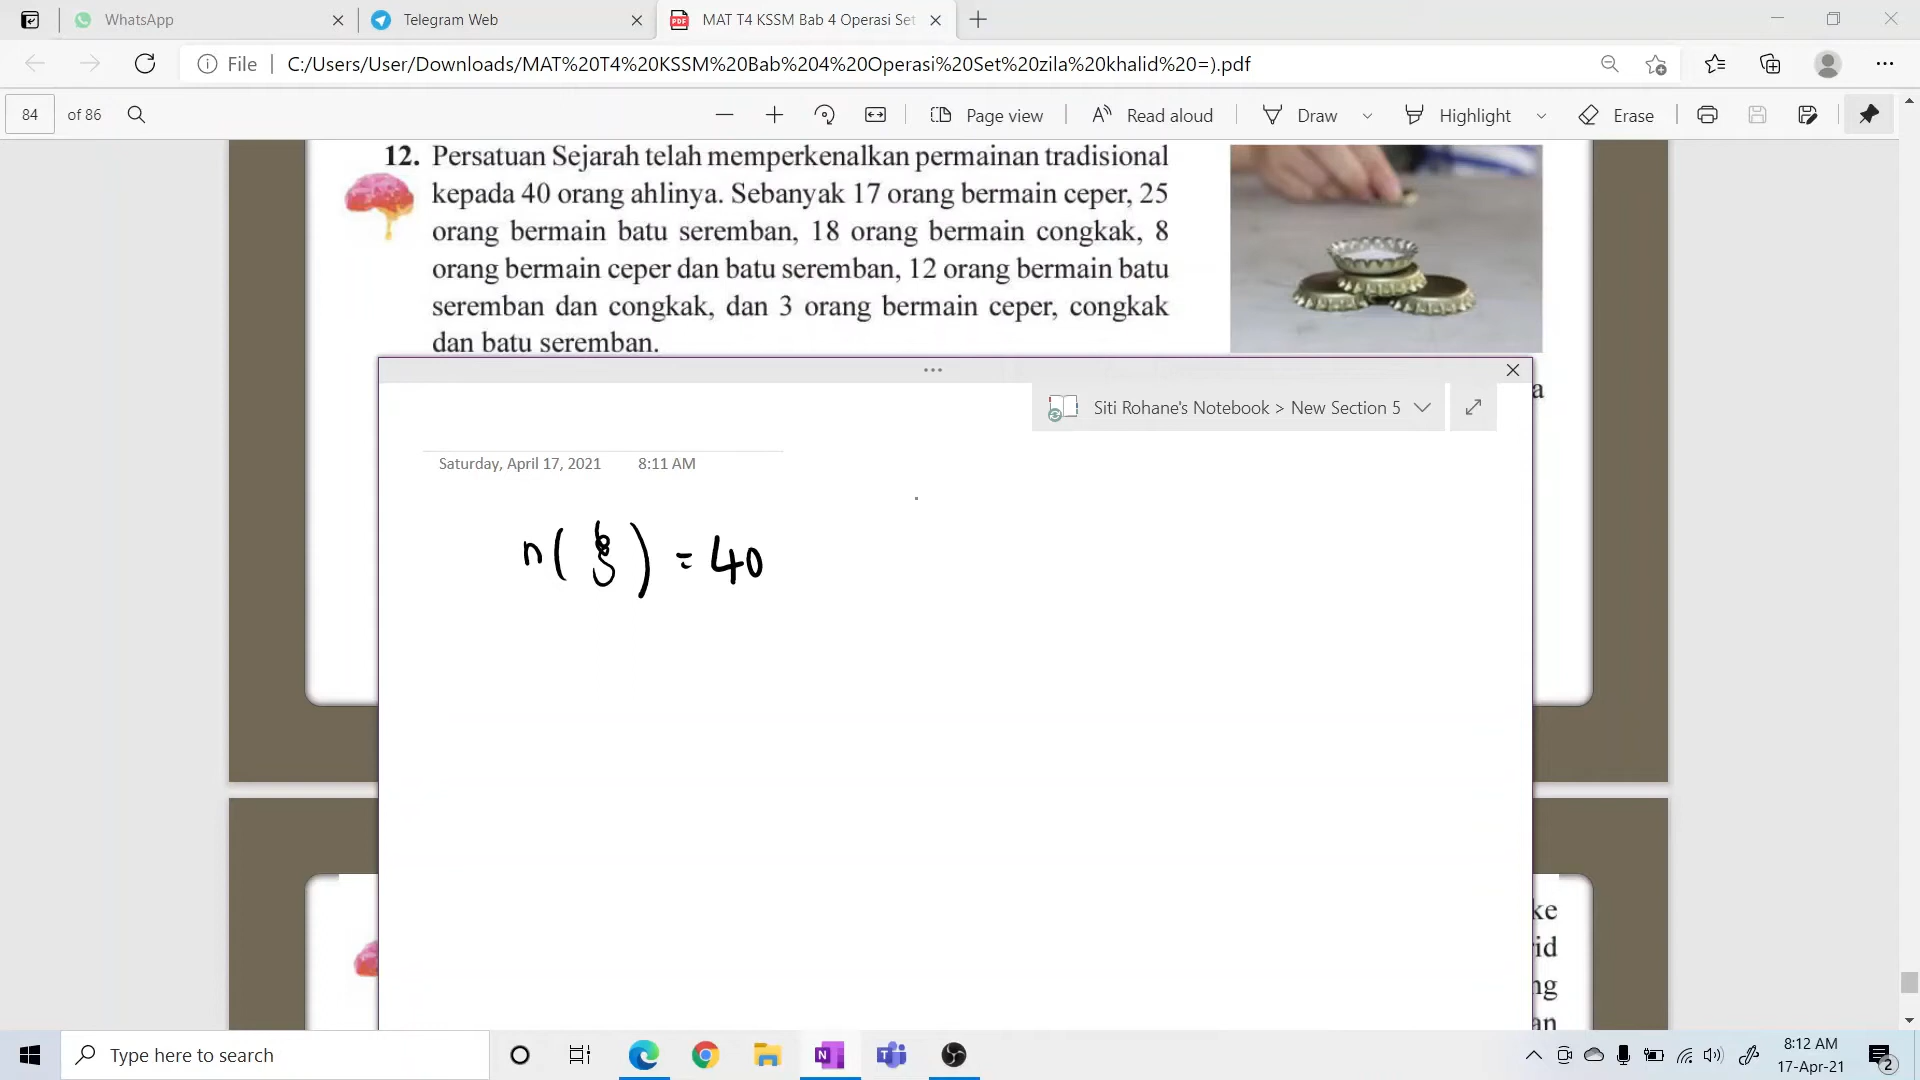 WhatsApp
Telegram Web
MAT T4 KSSM Bab 4 Operasi Set
File
C:/Users/User/Downloads/MAT%20T4%20KSSM%20Bab%204%20Operasi%20Set%20zila%20khalid%20=).pdf
84 of 86
Page view
Read aloud
Draw
Highlight
Erase
12. Persatuan Sejarah telah memperkenalkan permainan tradisional
kepada 40 orang ahlinya. Sebanyak 17 orang bermain ceper, 25
orang bermain batu seremban, 18 orang bermain congkak, 8
orang bermain ceper dan batu seremban, 12 orang bermain batu
seremban dan congkak, dan 3 orang bermain ceper, congkak
dan batu seremban.
a
Siti Rohane's Notebook > New Section 5
Saturday, April 17, 2021 8:11 AM
n( ξ ) = 40
ke
rid
ng
an
Type here to search
8:12 AM
17-Apr-21
2